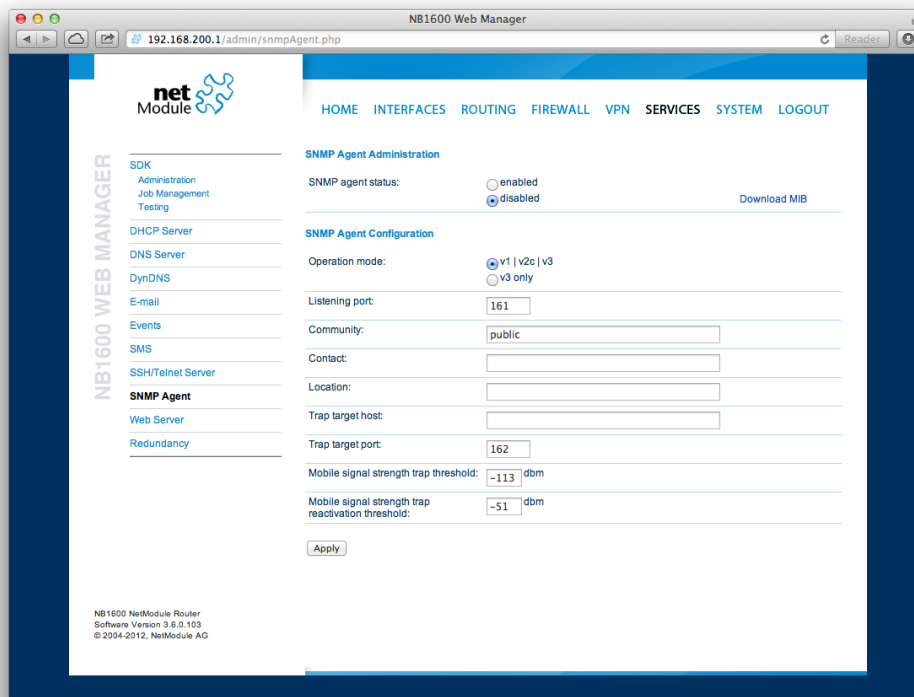 NB1600 Web Manager
192.168.200.1/admin/snmpAgent.php
Reader
net
Module
HOME INTERFACES ROUTING FIREWALL VPN SERVICES SYSTEM LOGOUT
NB1600 WEB MANAGER
SDK
Administration
Job Management
Testing
DHCP Server
DNS Server
DynDNS
E-mail
Events
SMS
SSH/Telnet Server
SNMP Agent
Web Server
Redundancy
SNMP Agent Administration
SNMP agent status:
enabled
disabled
Download MIB
SNMP Agent Configuration
Operation mode:
v1 | v2c | v3
v3 only
Listening port:
161
Community:
public
Contact:
Location:
Trap target host:
Trap target port:
162
Mobile signal strength trap threshold:
-113 dbm
Mobile signal strength trap
reactivation threshold:
-51 dbm
Apply
NB1600 NetModule Router
Software Version 3.6.0.103
© 2004-2012, NetModule AG